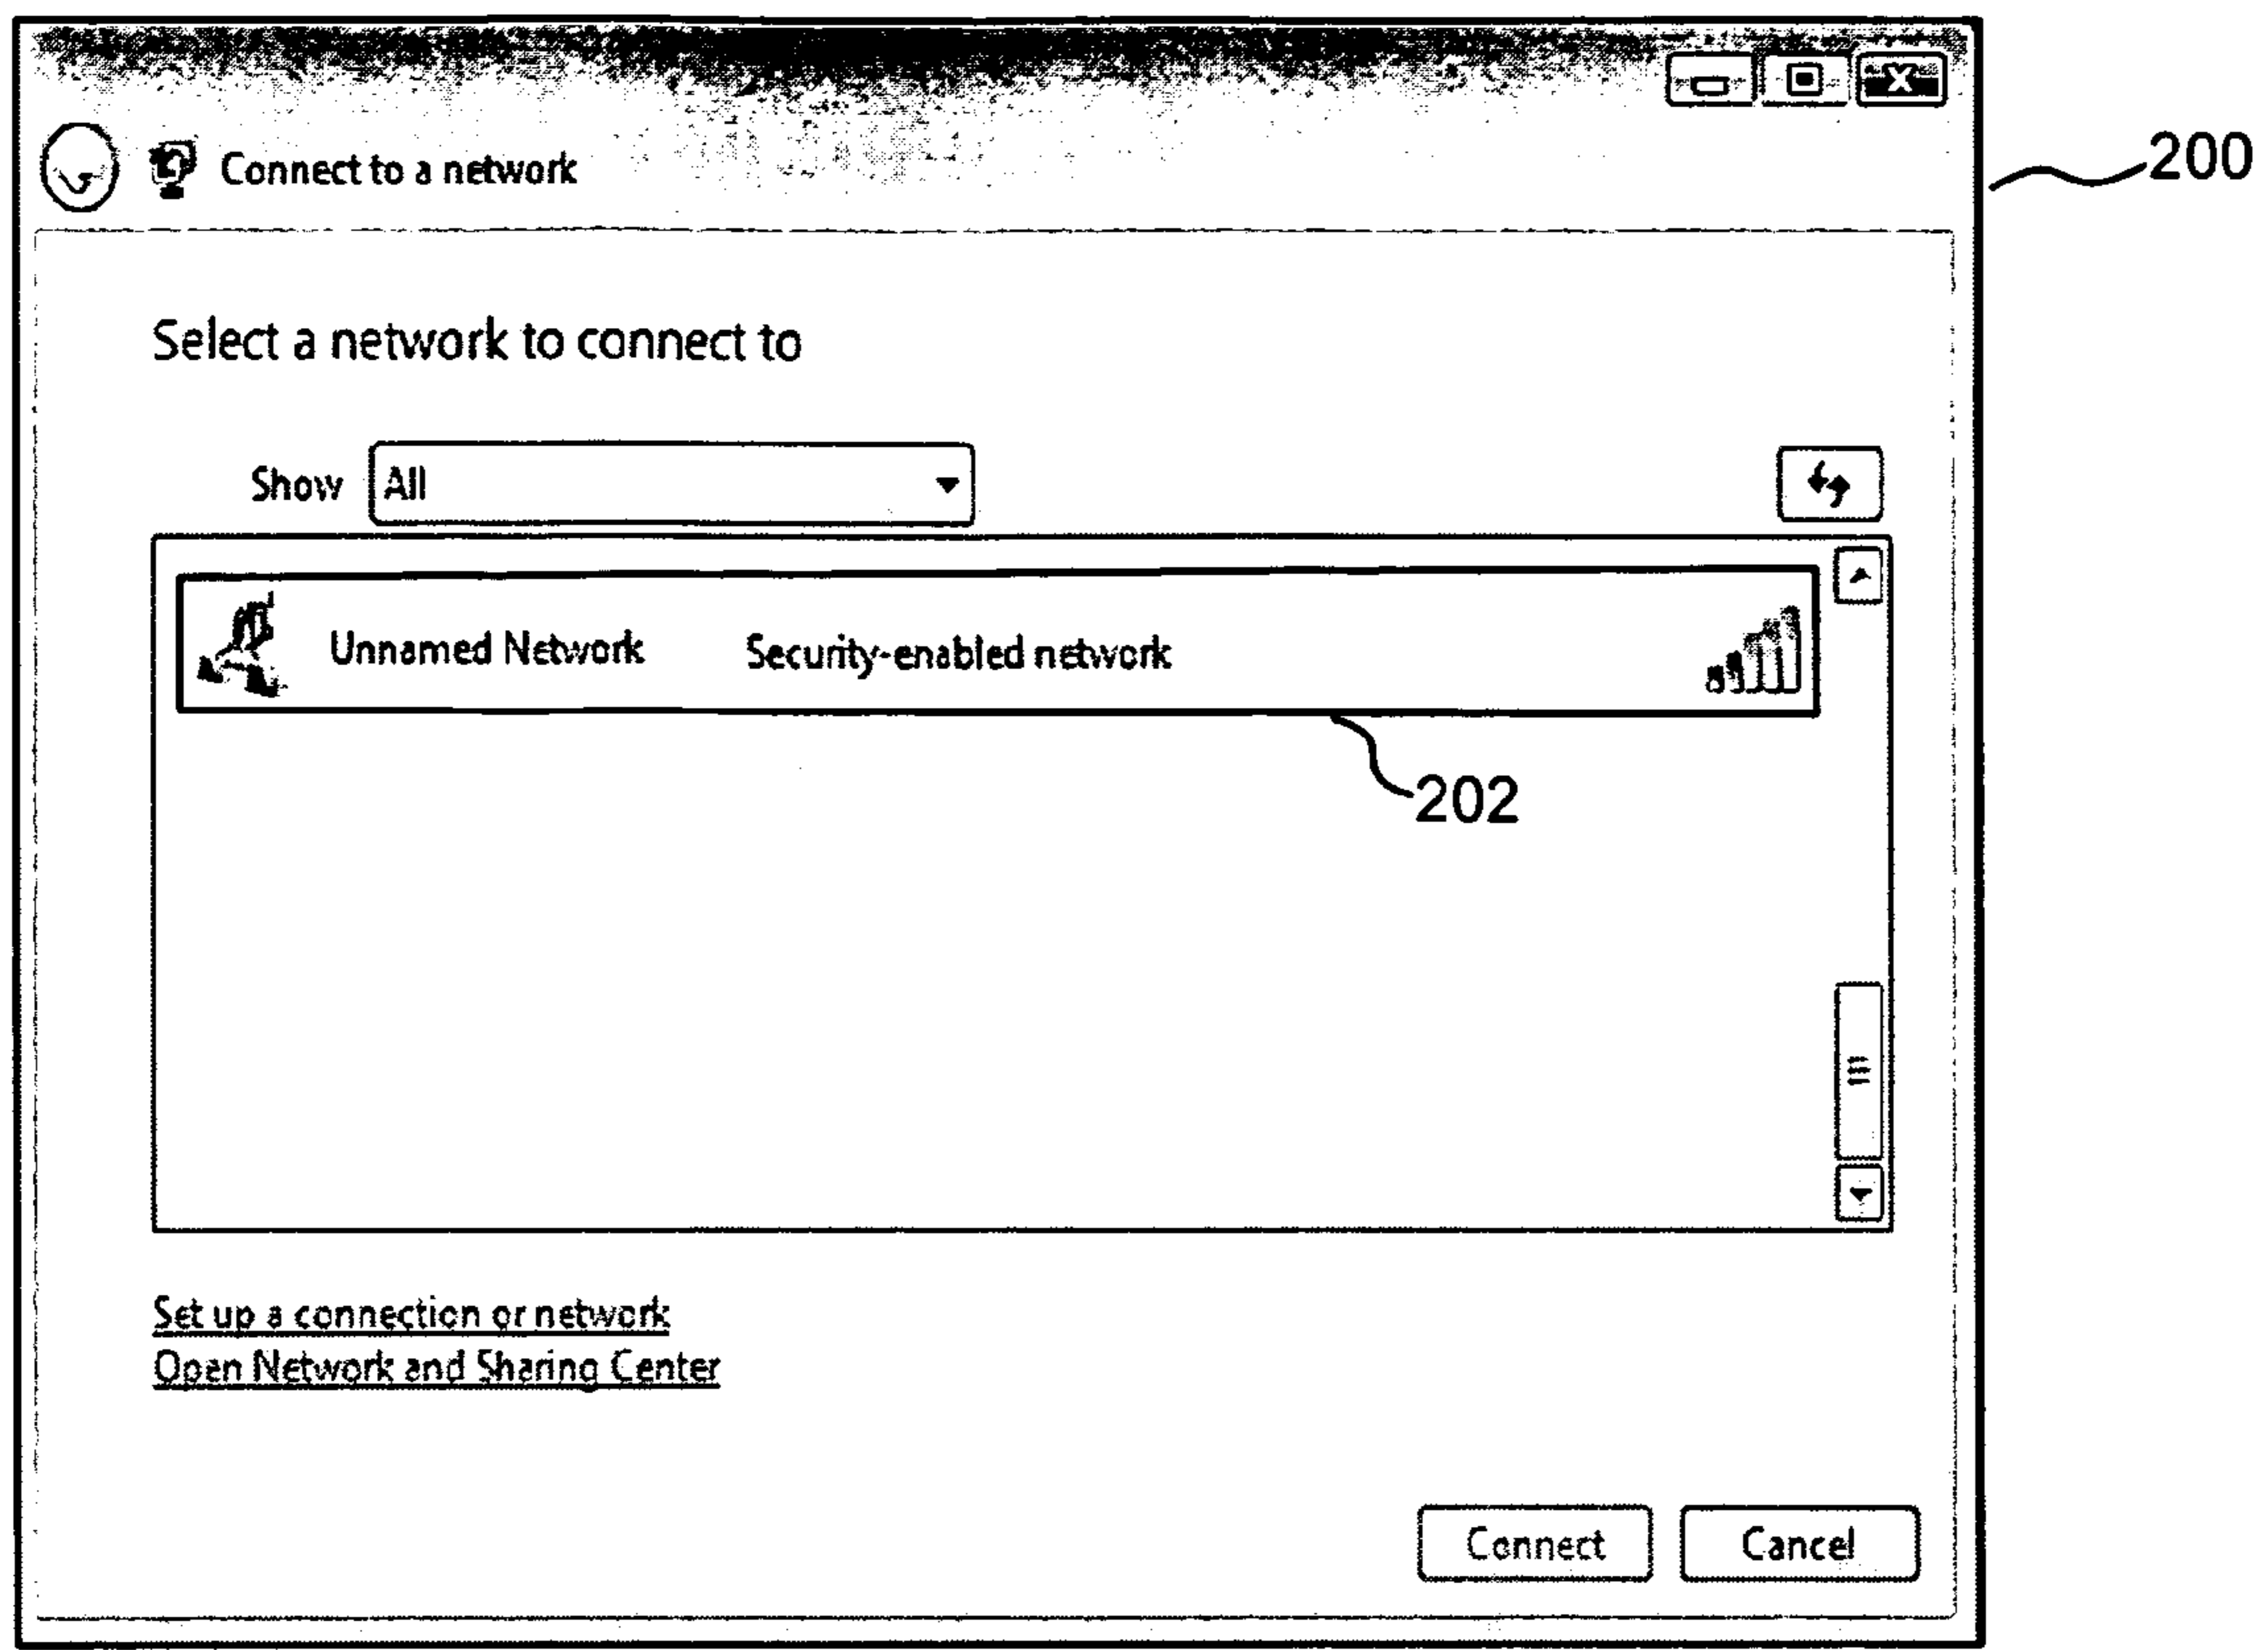 200
Connect to a network
Select a network to connect to
Show All
Unnamed Network Security-enabled network
202
Set up a connection or network
Open Network and Sharing Center
Connect Cancel